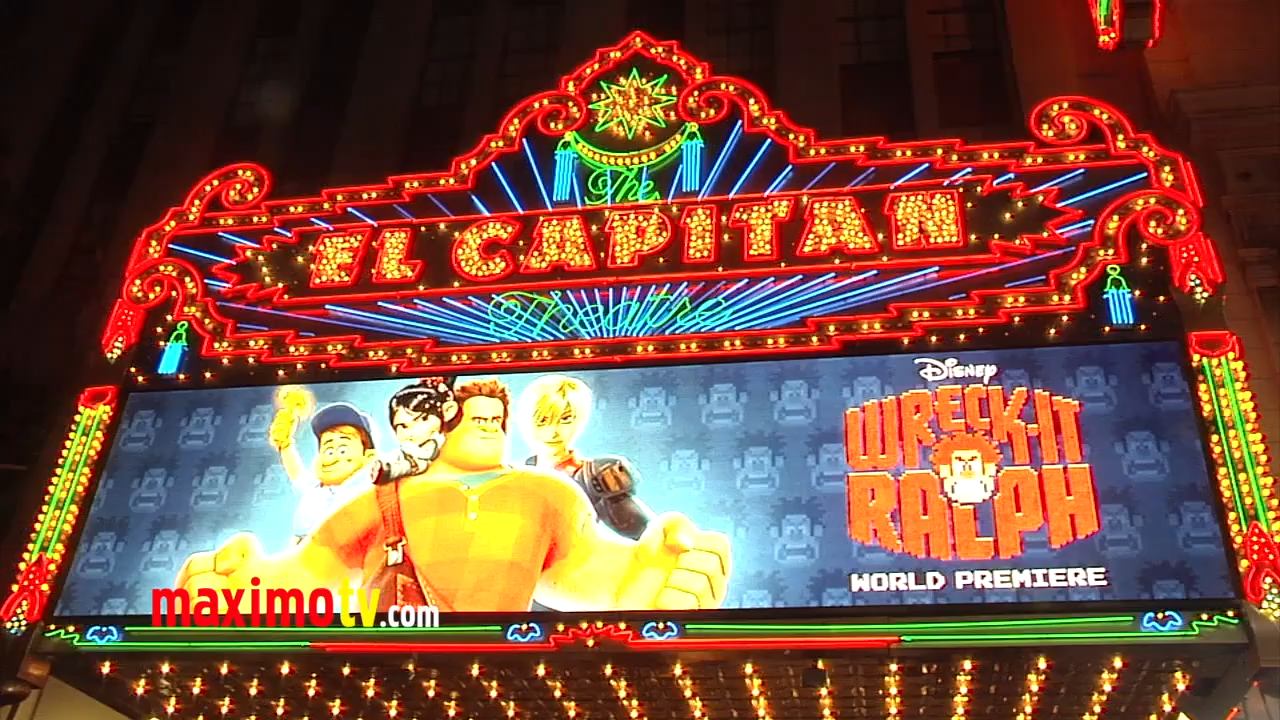 The
EL CAPITAN
Theatre
Disney
WRECK-IT
RALPH
WORLD PREMIERE
maximotv.com